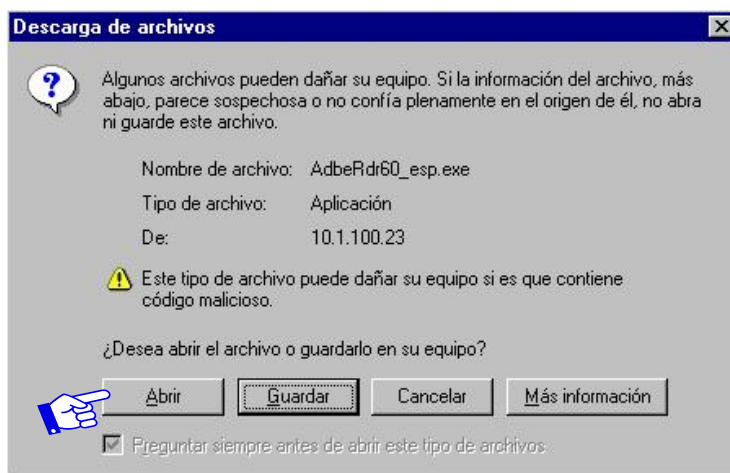 Descarga de archivos
Algunos archivos pueden dañar su equipo. Si la información del archivo, más
abajo, parece sospechosa o no confía plenamente en el origen de él, no abra
ni guarde este archivo.
Nombre de archivo: AdbeRdr60_esp.exe
Tipo de archivo: Aplicación
De: 10.1.100.23
Este tipo de archivo puede dañar su equipo si es que contiene
código malicioso.
¿Desea abrir el archivo o guardarlo en su equipo?
Abrir Guardar Cancelar Más información
Preguntar siempre antes de abrir este tipo de archivos